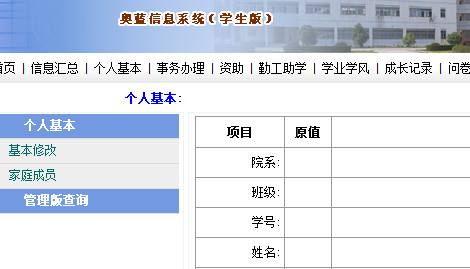 奥蓝信息系统(学生版)
首页 | 信息汇总 | 个人基本 | 事务办理 | 资助 | 勤工助学 | 学业学风 | 成长记录 | 问卷
个人基本:
个人基本
基本修改
家庭成员
管理版查询
项目 原值
院系:
班级:
学号:
姓名: